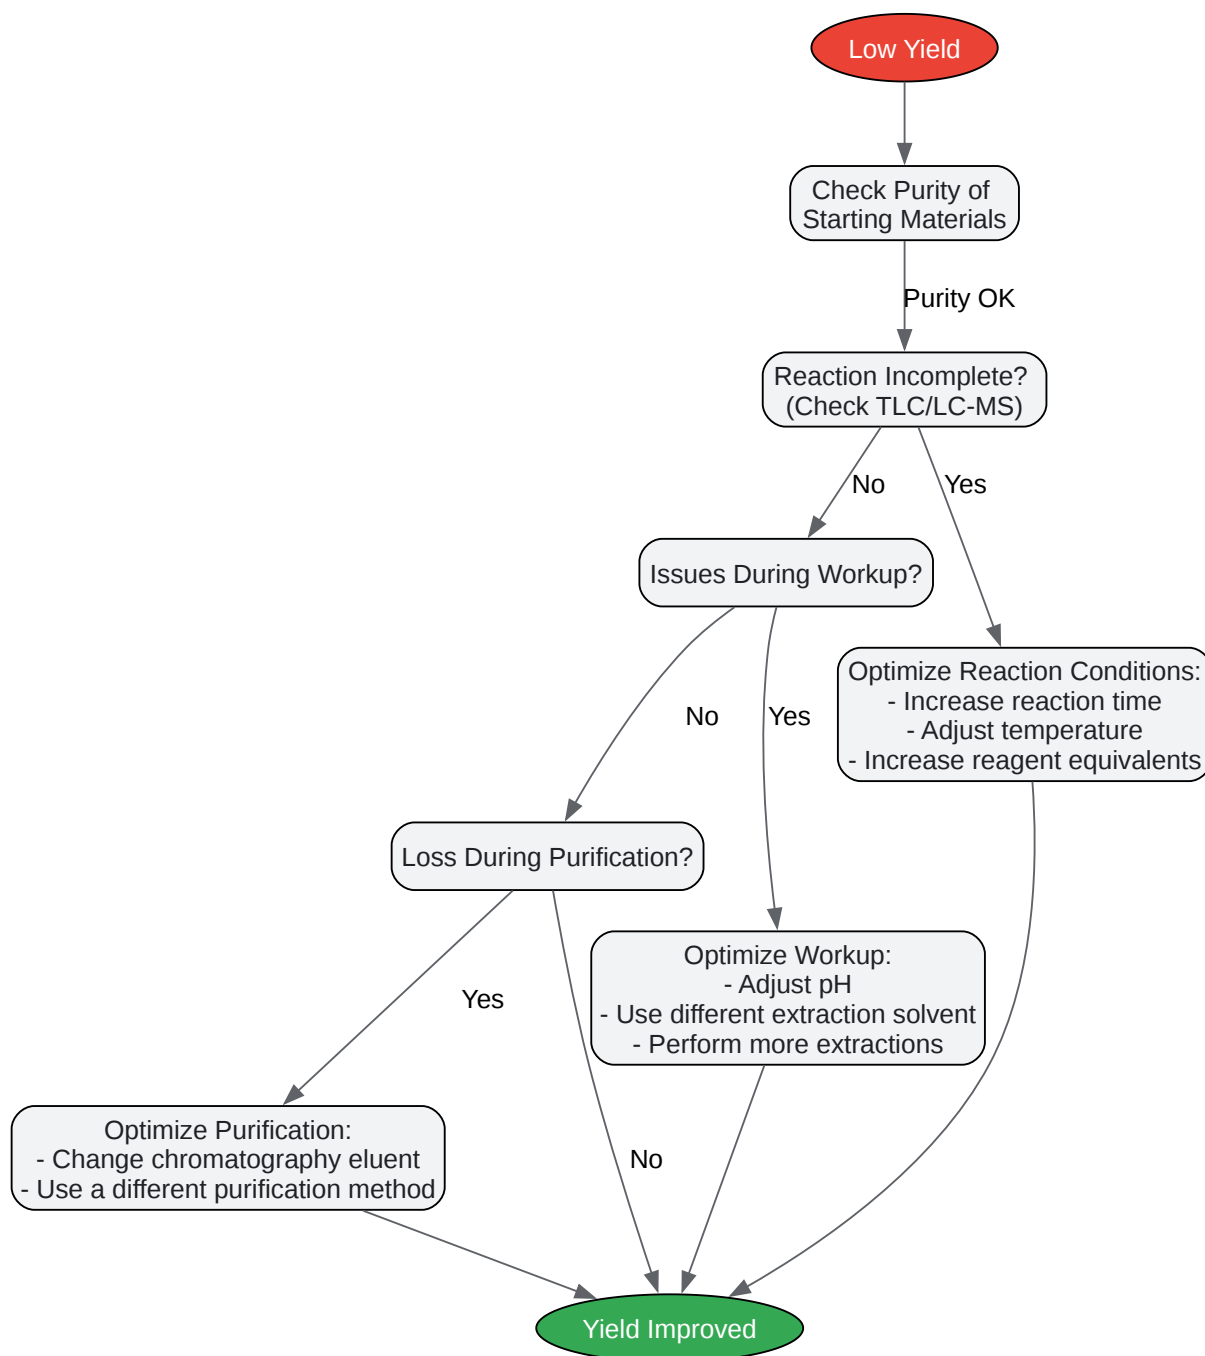 Low Yield
Check Purity of
Starting Materials
Purity OK
Reaction Incomplete?
(Check TLC/LC-MS)
No
Yes
Issues During Workup?
Optimize Reaction Conditions:
- Increase reaction time
- Adjust temperature
- Increase reagent equivalents
No
Yes
Loss During Purification?
Optimize Workup:
- Adjust pH
- Use different extraction solvent
- Perform more extractions
Yes
No
Optimize Purification:
- Change chromatography eluent
- Use a different purification method
Yield Improved